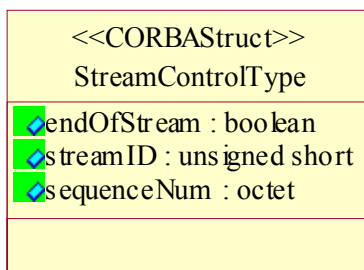 <<CORBAStruct>>
StreamControlType
endOfStream : boolean
streamID : unsigned short
sequenceNum : octet